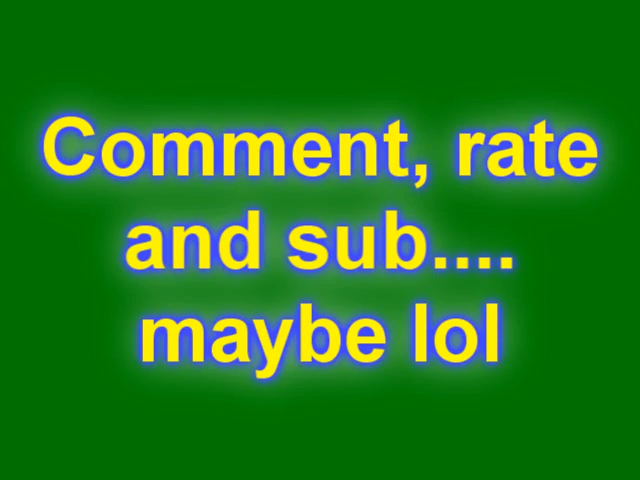 Comment, rate
and sub....
maybe lol